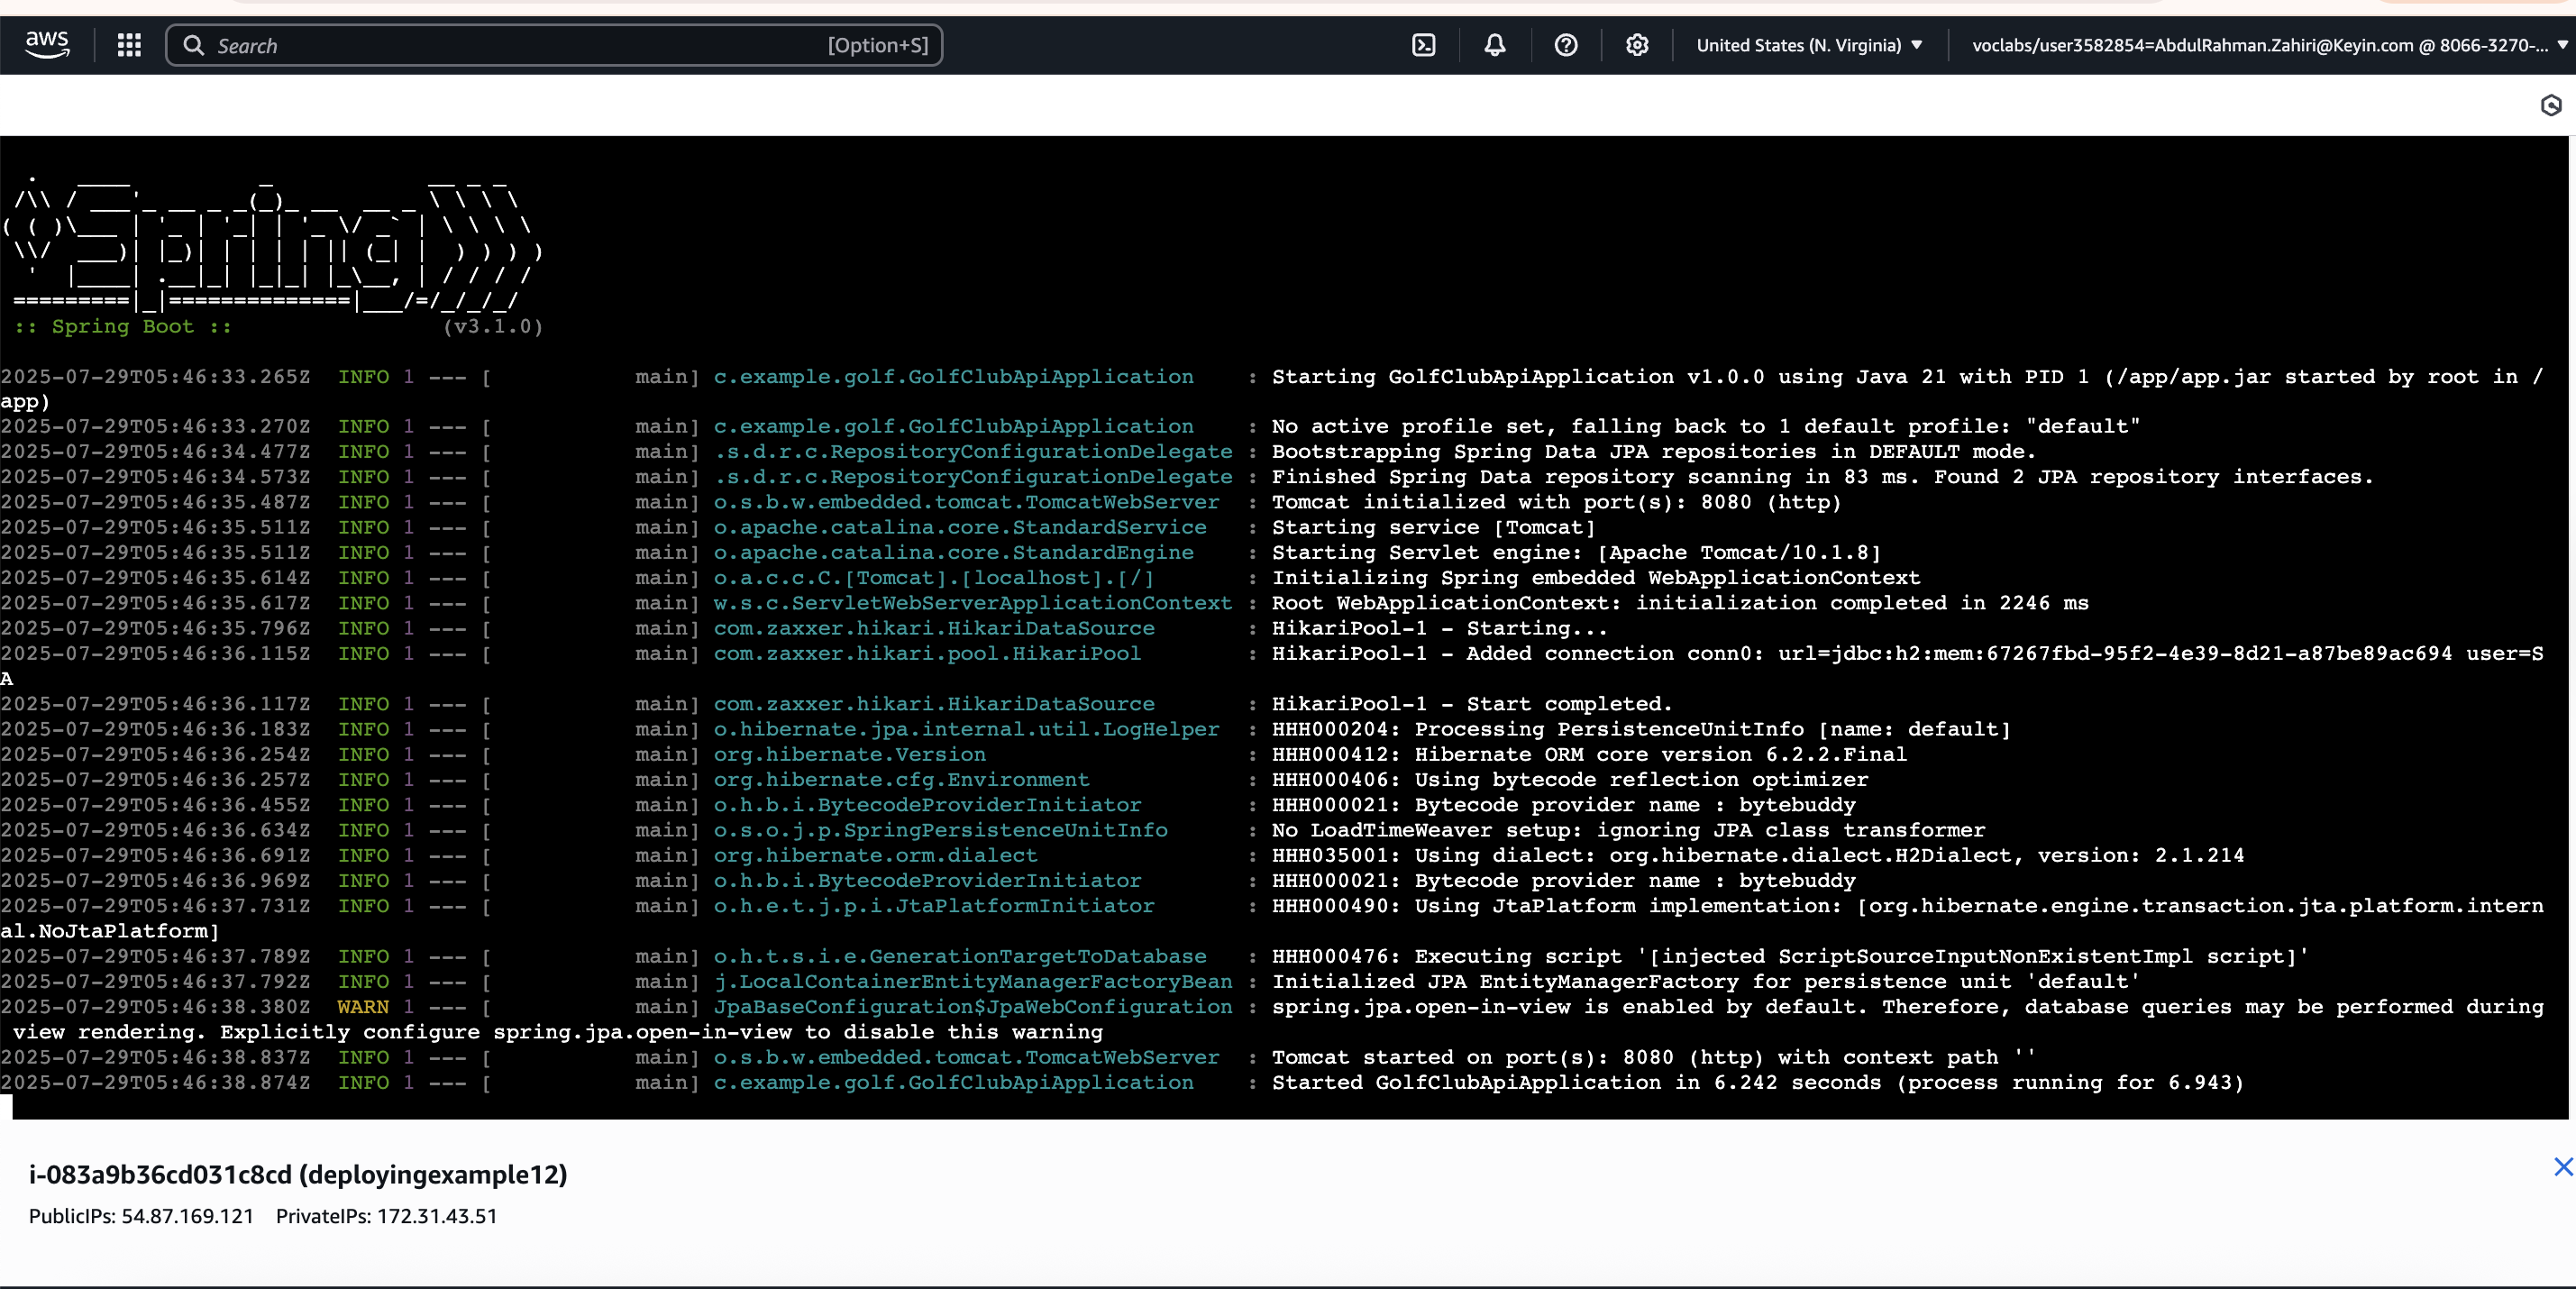 aws
Search [Option+S]
United States (N. Virginia)
voclabs/user3582854=AbdulRahman.Zahiri@Keyin.com @ 8066-3270-...
  .   ____          _            __ _ _
 /\\ / ___'_ __ _ _(_)_ __  __ _ \ \ \ \
( ( )\___ | '_ | '_| | '_ \/ _` | \ \ \ \
 \\/  ___)| |_)| | | | | || (_| |  ) ) ) )
  '  |____| .__|_| |_|_| |_\__, | / / / /
 =========|_|==============|___/=/_/_/_/
 :: Spring Boot ::                (v3.1.0)
2025-07-29T05:46:33.265Z  INFO 1 --- [           main] c.example.golf.GolfClubApiApplication    : Starting GolfClubApiApplication v1.0.0 using Java 21 with PID 1 (/app/app.jar started by root in /
app)
2025-07-29T05:46:33.270Z  INFO 1 --- [           main] c.example.golf.GolfClubApiApplication    : No active profile set, falling back to 1 default profile: "default"
2025-07-29T05:46:34.477Z  INFO 1 --- [           main] .s.d.r.c.RepositoryConfigurationDelegate : Bootstrapping Spring Data JPA repositories in DEFAULT mode.
2025-07-29T05:46:34.573Z  INFO 1 --- [           main] .s.d.r.c.RepositoryConfigurationDelegate : Finished Spring Data repository scanning in 83 ms. Found 2 JPA repository interfaces.
2025-07-29T05:46:35.487Z  INFO 1 --- [           main] o.s.b.w.embedded.tomcat.TomcatWebServer  : Tomcat initialized with port(s): 8080 (http)
2025-07-29T05:46:35.511Z  INFO 1 --- [           main] o.apache.catalina.core.StandardService   : Starting service [Tomcat]
2025-07-29T05:46:35.511Z  INFO 1 --- [           main] o.apache.catalina.core.StandardEngine    : Starting Servlet engine: [Apache Tomcat/10.1.8]
2025-07-29T05:46:35.614Z  INFO 1 --- [           main] o.a.c.c.C.[Tomcat].[localhost].[/]       : Initializing Spring embedded WebApplicationContext
2025-07-29T05:46:35.617Z  INFO 1 --- [           main] w.s.c.ServletWebServerApplicationContext : Root WebApplicationContext: initialization completed in 2246 ms
2025-07-29T05:46:35.796Z  INFO 1 --- [           main] com.zaxxer.hikari.HikariDataSource       : HikariPool-1 - Starting...
2025-07-29T05:46:36.115Z  INFO 1 --- [           main] com.zaxxer.hikari.pool.HikariPool        : HikariPool-1 - Added connection conn0: url=jdbc:h2:mem:67267fbd-95f2-4e39-8d21-a87be89ac694 user=S
A
2025-07-29T05:46:36.117Z  INFO 1 --- [           main] com.zaxxer.hikari.HikariDataSource       : HikariPool-1 - Start completed.
2025-07-29T05:46:36.183Z  INFO 1 --- [           main] o.hibernate.jpa.internal.util.LogHelper  : HHH000204: Processing PersistenceUnitInfo [name: default]
2025-07-29T05:46:36.254Z  INFO 1 --- [           main] org.hibernate.Version                    : HHH000412: Hibernate ORM core version 6.2.2.Final
2025-07-29T05:46:36.257Z  INFO 1 --- [           main] org.hibernate.cfg.Environment            : HHH000406: Using bytecode reflection optimizer
2025-07-29T05:46:36.455Z  INFO 1 --- [           main] o.h.b.i.BytecodeProviderInitiator        : HHH000021: Bytecode provider name : bytebuddy
2025-07-29T05:46:36.634Z  INFO 1 --- [           main] o.s.o.j.p.SpringPersistenceUnitInfo      : No LoadTimeWeaver setup: ignoring JPA class transformer
2025-07-29T05:46:36.691Z  INFO 1 --- [           main] org.hibernate.orm.dialect                : HHH035001: Using dialect: org.hibernate.dialect.H2Dialect, version: 2.1.214
2025-07-29T05:46:36.969Z  INFO 1 --- [           main] o.h.b.i.BytecodeProviderInitiator        : HHH000021: Bytecode provider name : bytebuddy
2025-07-29T05:46:37.731Z  INFO 1 --- [           main] o.h.e.t.j.p.i.JtaPlatformInitiator       : HHH000490: Using JtaPlatform implementation: [org.hibernate.engine.transaction.jta.platform.intern
al.NoJtaPlatform]
2025-07-29T05:46:37.789Z  INFO 1 --- [           main] o.h.t.s.i.e.GenerationTargetToDatabase   : HHH000476: Executing script '[injected ScriptSourceInputNonExistentImpl script]'
2025-07-29T05:46:37.792Z  INFO 1 --- [           main] j.LocalContainerEntityManagerFactoryBean : Initialized JPA EntityManagerFactory for persistence unit 'default'
2025-07-29T05:46:38.380Z  WARN 1 --- [           main] JpaBaseConfiguration$JpaWebConfiguration : spring.jpa.open-in-view is enabled by default. Therefore, database queries may be performed during
 view rendering. Explicitly configure spring.jpa.open-in-view to disable this warning
2025-07-29T05:46:38.837Z  INFO 1 --- [           main] o.s.b.w.embedded.tomcat.TomcatWebServer  : Tomcat started on port(s): 8080 (http) with context path ''
2025-07-29T05:46:38.874Z  INFO 1 --- [           main] c.example.golf.GolfClubApiApplication    : Started GolfClubApiApplication in 6.242 seconds (process running for 6.943)
i-083a9b36cd031c8cd (deployingexample12)
PublicIPs: 54.87.169.121    PrivateIPs: 172.31.43.51